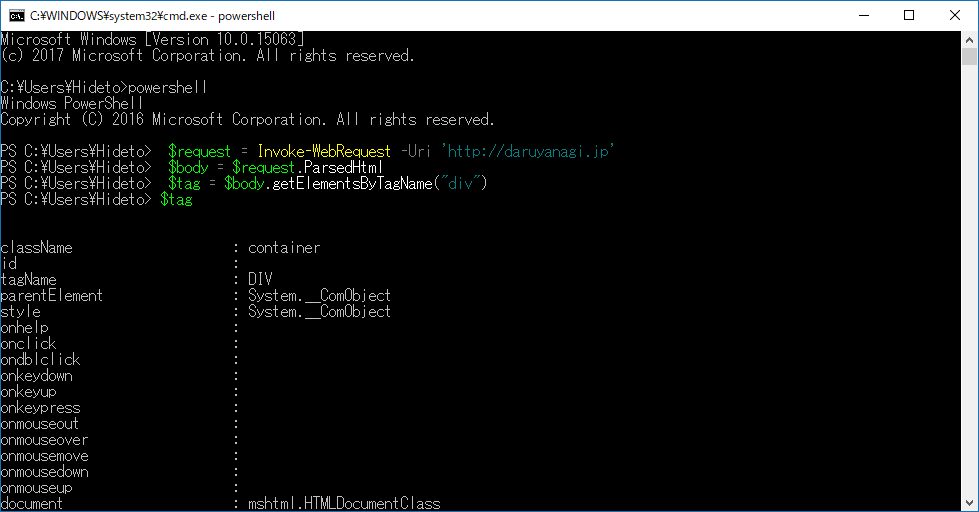 C:¥WINDOWS¥system32¥cmd.exe - powershell
Microsoft Windows [Version 10.0.15063]
(c) 2017 Microsoft Corporation. All rights reserved.
C:¥Users¥Hideto>powershell
Windows PowerShell
Copyright (C) 2016 Microsoft Corporation. All rights reserved.
PS C:¥Users¥Hideto>  $request = Invoke-WebRequest -Uri 'http://daruyanagi.jp'
PS C:¥Users¥Hideto>  $body = $request.ParsedHtml
PS C:¥Users¥Hideto>  $tag = $body.getElementsByTagName("div")
PS C:¥Users¥Hideto> $tag
className                    : container
id                           :
tagName                      : DIV
parentElement                : System.__ComObject
style                        : System.__ComObject
onhelp                       :
onclick                      :
ondblclick                   :
onkeydown                    :
onkeyup                      :
onkeypress                   :
onmouseout                   :
onmouseover                  :
onmousemove                  :
onmousedown                  :
onmouseup                    :
document                     : mshtml.HTMLDocumentClass